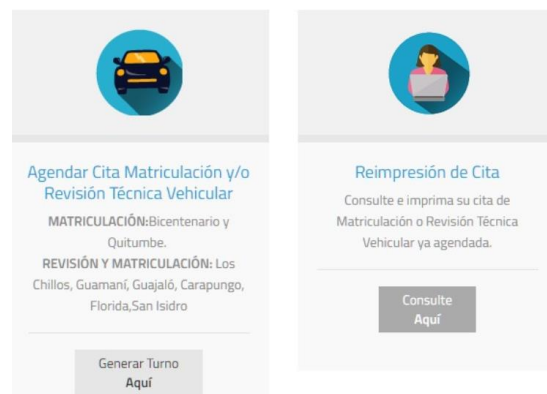 Agendar Cita Matriculación y/o
Revisión Técnica Vehicular
MATRICULACIÓN:Bicentenario y
Quitumbe.
REVISIÓN Y MATRICULACIÓN: Los
Chillos, Guamaní, Guajaló, Carapungo,
Florida,San Isidro
Generar Turno
Aquí
Reimpresión de Cita
Consulte e imprima su cita de
Matriculación o Revisión Técnica
Vehicular ya agendada.
Consulte
Aquí